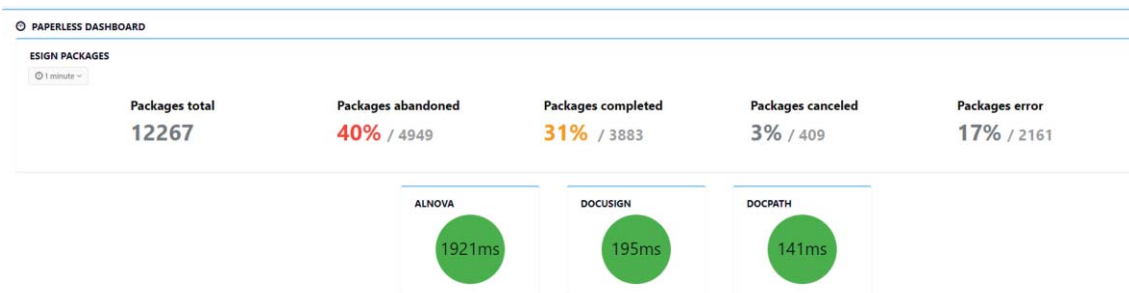 PAPERLESS DASHBOARD
ESIGN PACKAGES
1 minute
Packages total Packages abandoned Packages completed Packages canceled Packages error
12267 40% / 4949 31% / 3883 3% / 409 17% / 2161
ALNOVA DOCUSIGN DOCPATH
1921ms 195ms 141ms